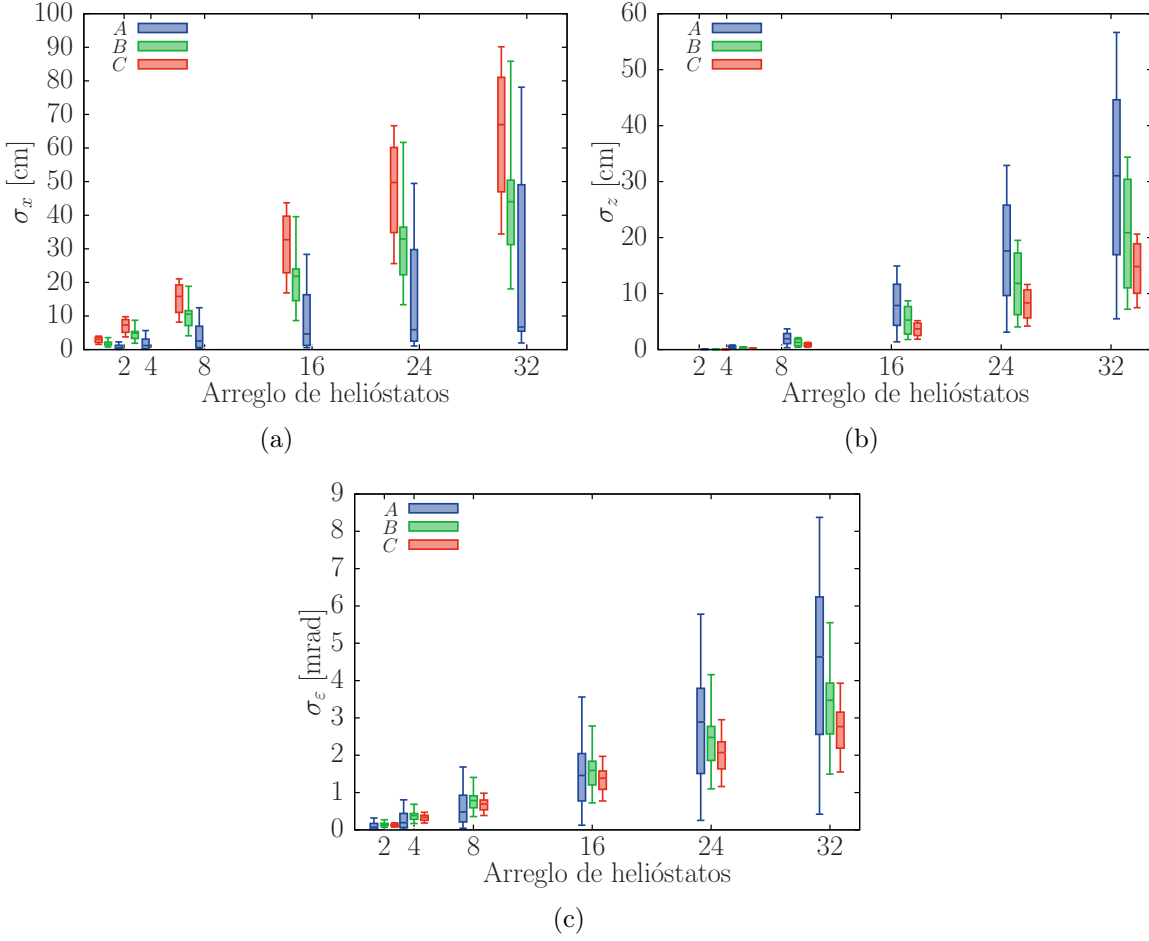 100
90
80
70
60
50
40
30
20
10
0
σ_x [cm]
A
B
C
2 4 8 16 24 32
Arreglo de helióstatos
(a)
60
50
40
30
20
10
0
σ_z [cm]
A
B
C
2 4 8 16 24 32
Arreglo de helióstatos
(b)
9
8
7
6
5
4
3
2
1
0
σ_ε [mrad]
A
B
C
2 4 8 16 24 32
Arreglo de helióstatos
(c)